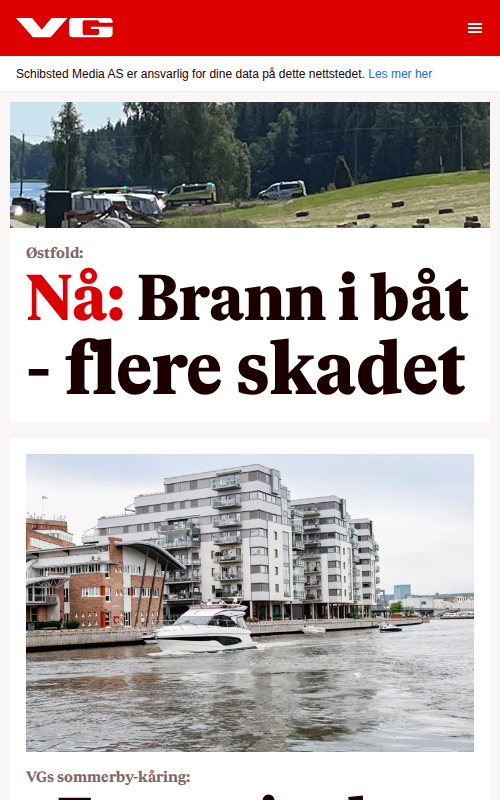 VG
Schibsted Media AS er ansvarlig for dine data på dette nettstedet. Les mer her
Østfold:
Nå: Brann i båt
- flere skadet
VGs sommerby-kåring: